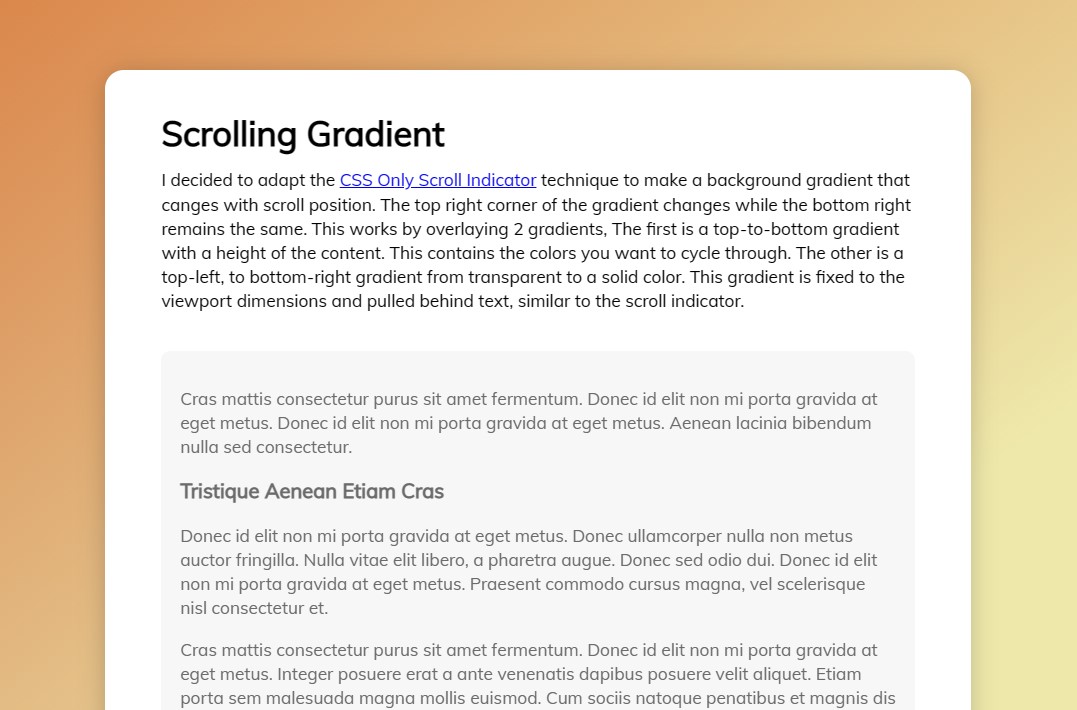 Scrolling Gradient
I decided to adapt the CSS Only Scroll Indicator technique to make a background gradient that
canges with scroll position. The top right corner of the gradient changes while the bottom right
remains the same. This works by overlaying 2 gradients, The first is a top-to-bottom gradient
with a height of the content. This contains the colors you want to cycle through. The other is a
top-left, to bottom-right gradient from transparent to a solid color. This gradient is fixed to the
viewport dimensions and pulled behind text, similar to the scroll indicator.
Cras mattis consectetur purus sit amet fermentum. Donec id elit non mi porta gravida at
eget metus. Donec id elit non mi porta gravida at eget metus. Aenean lacinia bibendum
nulla sed consectetur.
Tristique Aenean Etiam Cras
Donec id elit non mi porta gravida at eget metus. Donec ullamcorper nulla non metus
auctor fringilla. Nulla vitae elit libero, a pharetra augue. Donec sed odio dui. Donec id elit
non mi porta gravida at eget metus. Praesent commodo cursus magna, vel scelerisque
nisl consectetur et.
Cras mattis consectetur purus sit amet fermentum. Donec id elit non mi porta gravida at
eget metus. Integer posuere erat a ante venenatis dapibus posuere velit aliquet. Etiam
porta sem malesuada magna mollis euismod. Cum sociis natoque penatibus et magnis dis